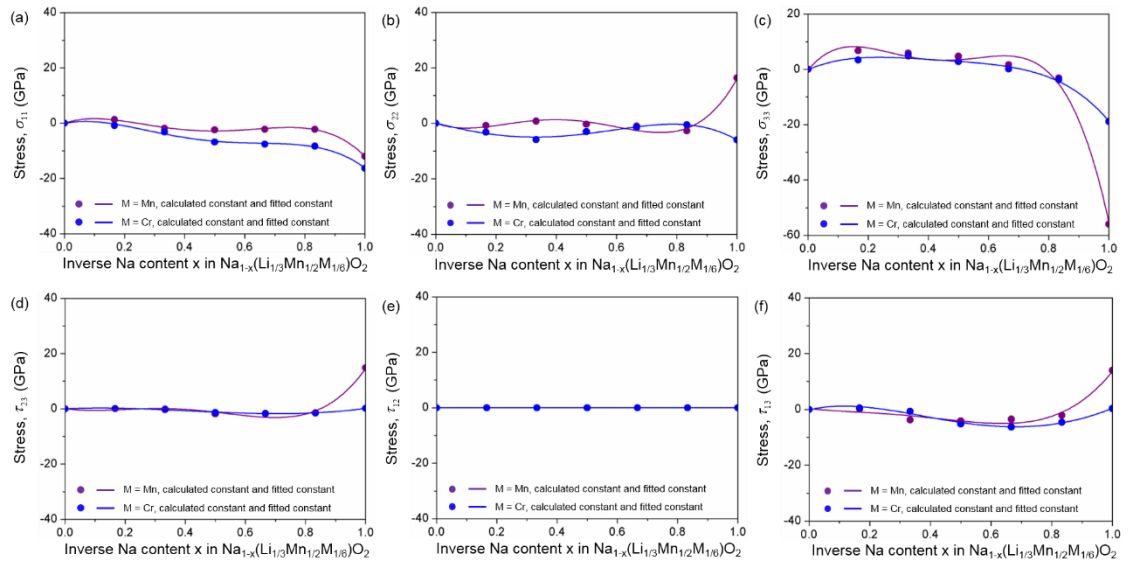 (a)
40
20
0
-20
-40
Stress, σ₁₁ (GPa)
M = Mn, calculated constant and fitted constant
M = Cr, calculated constant and fitted constant
0.0 0.2 0.4 0.6 0.8 1.0
Inverse Na content x in Na₁₋ₓ(Li₁/₃Mn₁/₂M₁/₆)O₂
(b)
40
20
0
-20
-40
Stress, σ₂₂ (GPa)
M = Mn, calculated constant and fitted constant
M = Cr, calculated constant and fitted constant
0.0 0.2 0.4 0.6 0.8 1.0
Inverse Na content x in Na₁₋ₓ(Li₁/₃Mn₁/₂M₁/₆)O₂
(c)
33
0
-20
-40
-60
Stress, σ₃₃ (GPa)
M = Mn, calculated constant and fitted constant
M = Cr, calculated constant and fitted constant
0.0 0.2 0.4 0.6 0.8 1.0
Inverse Na content x in Na₁₋ₓ(Li₁/₃Mn₁/₂M₁/₆)O₂
(d)
40
20
0
-20
-40
Stress, τ₂₃ (GPa)
M = Mn, calculated constant and fitted constant
M = Cr, calculated constant and fitted constant
0.0 0.2 0.4 0.6 0.8 1.0
Inverse Na content x in Na₁₋ₓ(Li₁/₃Mn₁/₂M₁/₆)O₂
(e)
40
20
0
-20
-40
Stress, τ₁₂ (GPa)
M = Mn, calculated constant and fitted constant
M = Cr, calculated constant and fitted constant
0.0 0.2 0.4 0.6 0.8 1.0
Inverse Na content x in Na₁₋ₓ(Li₁/₃Mn₁/₂M₁/₆)O₂
(f)
40
20
0
-20
-40
Stress, τ₁₃ (GPa)
M = Mn, calculated constant and fitted constant
M = Cr, calculated constant and fitted constant
0.0 0.2 0.4 0.6 0.8 1.0
Inverse Na content x in Na₁₋ₓ(Li₁/₃Mn₁/₂M₁/₆)O₂